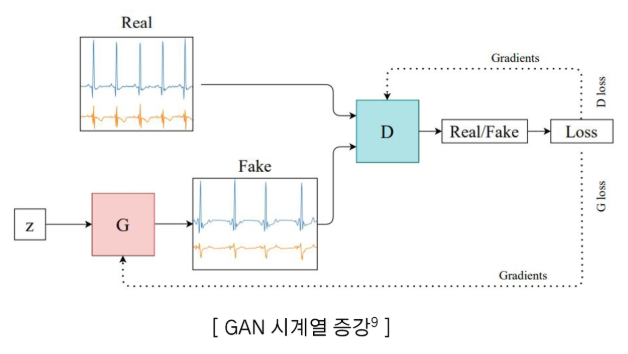 Real
Gradients
D loss
D
Real/Fake
Loss
Fake
z
G
G loss
Gradients
[ GAN 시계열 증강⁹ ]